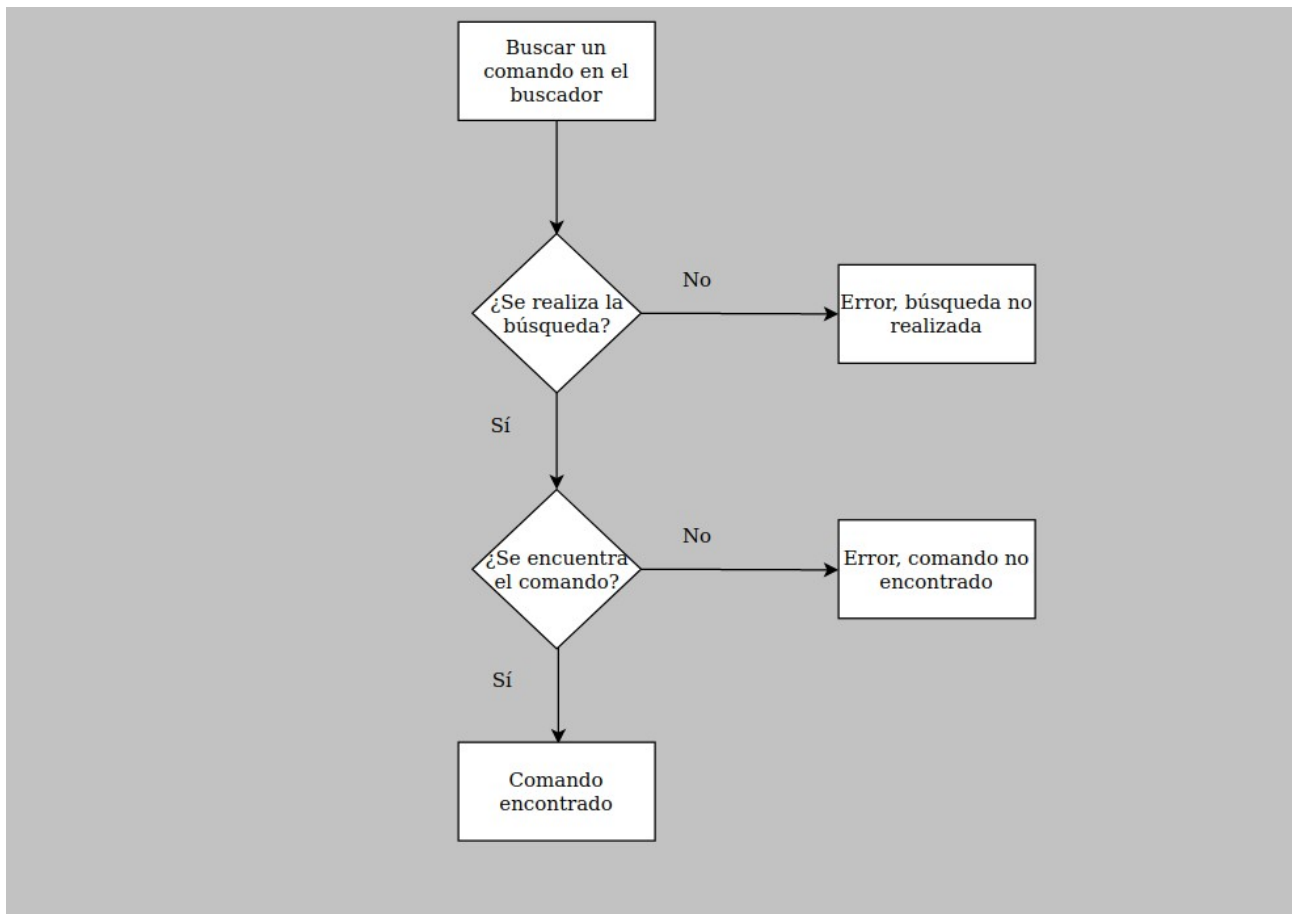 Buscar un
comando en el
buscador
¿Se realiza la
búsqueda?
No
Error, búsqueda no
realizada
Sí
¿Se encuentra
el comando?
No
Error, comando no
encontrado
Sí
Comando
encontrado